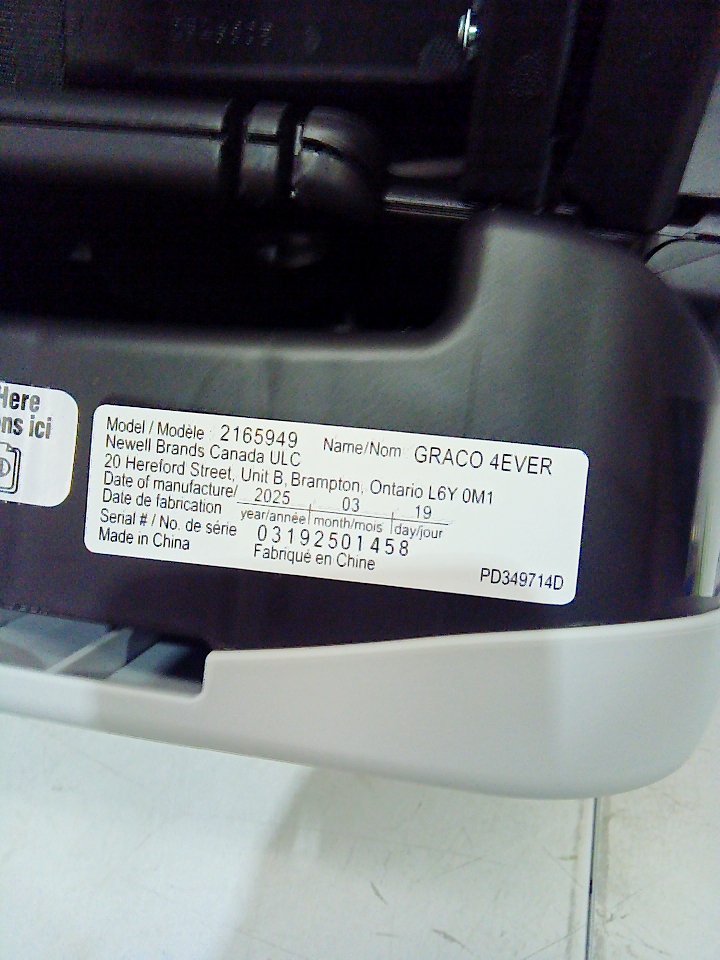 Here
ns ici
Model / Modèle 2165949 Name/Nom GRACO 4EVER
Newell Brands Canada ULC
20 Hereford Street, Unit B, Brampton, Ontario L6Y 0M1
Date of manufacture/ 2025 03 19
Date de fabrication year/année month/mois day/jour
Serial # / No. de série 03192501458
Made in China Fabriqué en Chine
PD349714D